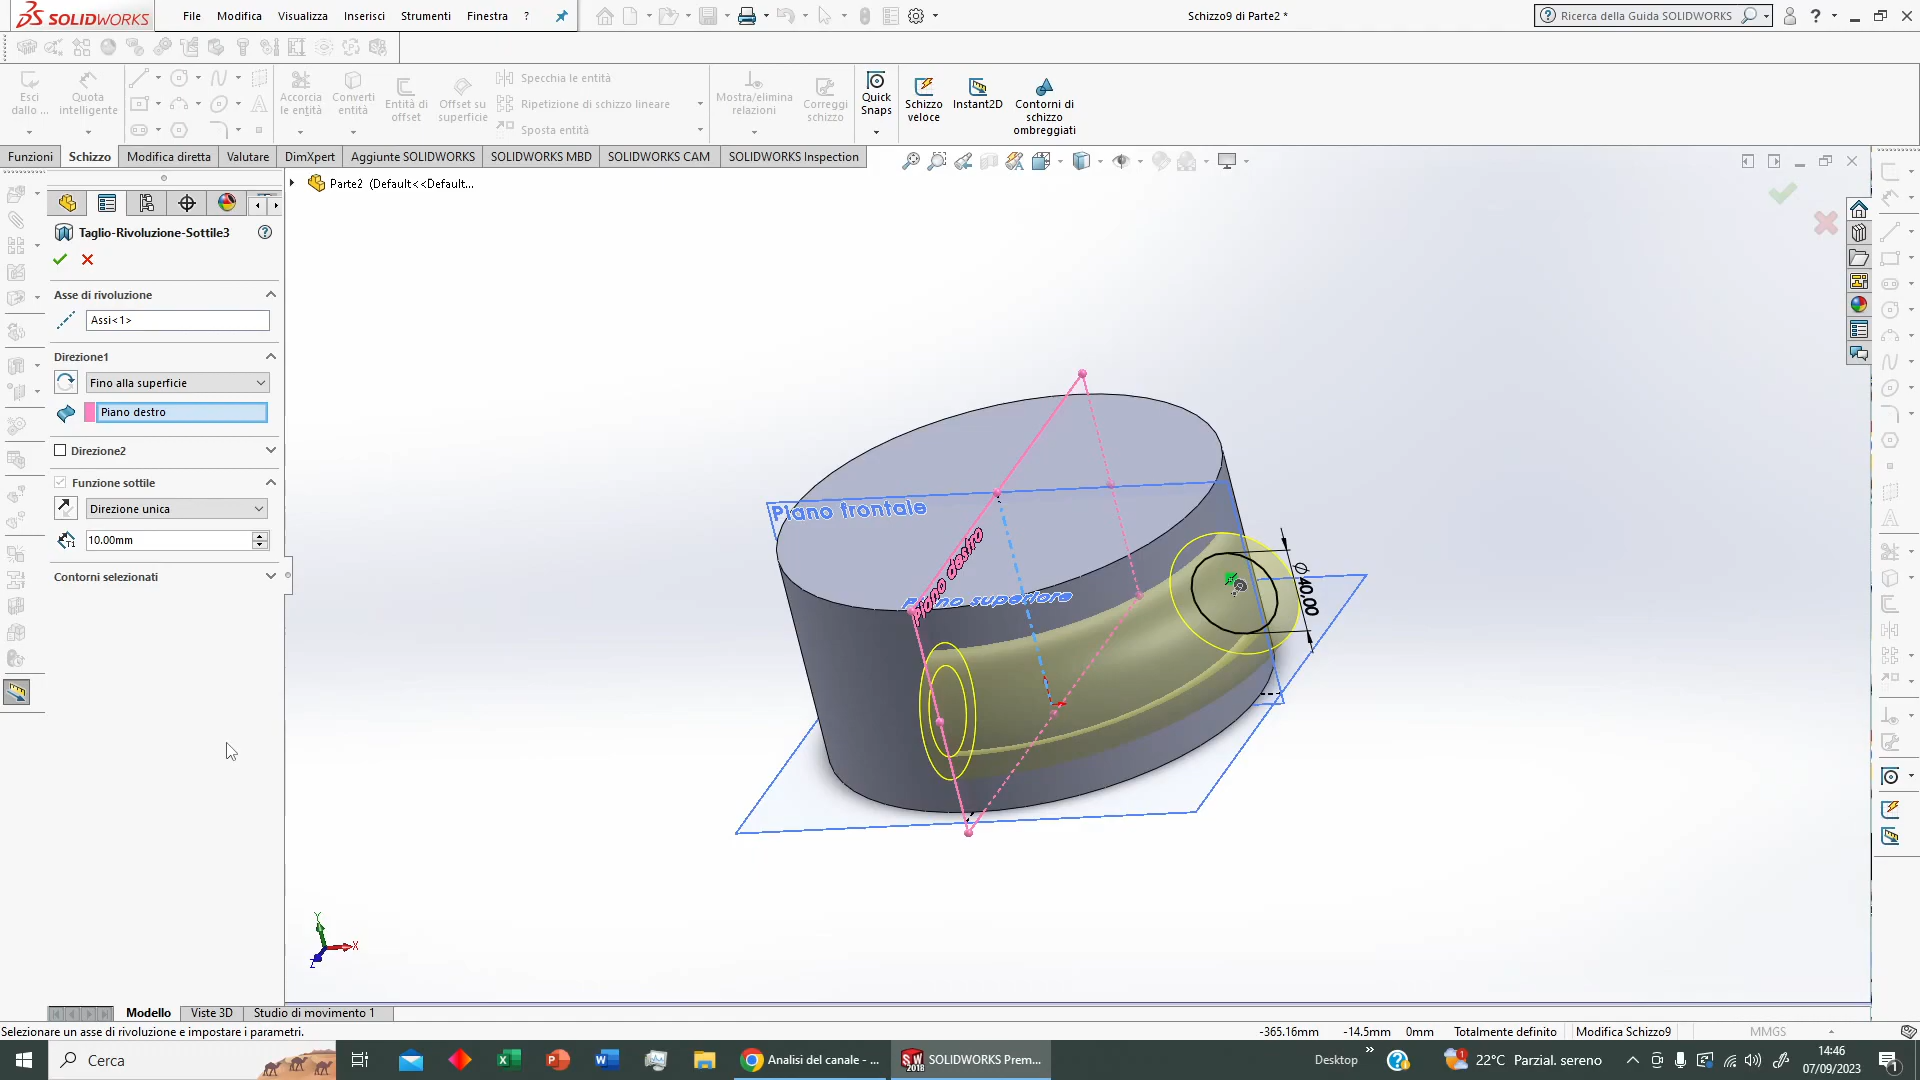 SOLIDWORKS
File Modifica Visualizza Inserisci Strumenti Finestra ?
Schizzo9 di Parte2 *
Ricerca della Guida SOLIDWORKS
?
Esci dallo ...
Quota intelligente
Accorcia le entità
Converti entità
Entità di offset
Offset su superficie
Specchia le entità
Ripetizione di schizzo lineare
Sposta entità
Mostra/elimina relazioni
Correggi schizzo
Quick Snaps
Schizzo veloce
Instant2D
Contorni di schizzo ombreggiati
Funzioni Schizzo Modifica diretta Valutare DimXpert Aggiunte SOLIDWORKS SOLIDWORKS MBD SOLIDWORKS CAM SOLIDWORKS Inspection
Parte2 (Default<<Default...
Taglio-Rivoluzione-Sottile3
Asse di rivoluzione
Assi<1>
Direzione1
Fino alla superficie
Piano destro
Direzione2
Funzione sottile
Direzione unica
10.00mm
Contorni selezionati
Piano frontale
Piano destro
Piano superiore
Ø 40,00
Y
X
Z
Modello Viste 3D Studio di movimento 1
Selezionare un asse di rivoluzione e impostare i parametri.
-365.16mm -14.5mm 0mm Totalmente definito Modifica Schizzo9 MMGS
Cerca
Analisi del canale - ...
SOLIDWORKS Prem...
Desktop
22°C Parzial. sereno
14:46
07/09/2023